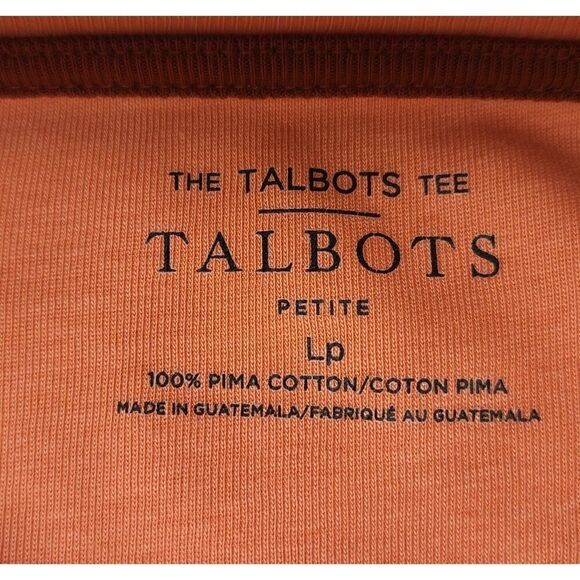 THE TALBOTS TEE
TALBOTS
PETITE
Lp
100% PIMA COTTON/COTON PIMA
MADE IN GUATEMALA/FABRIQUÉ AU GUATEMALA